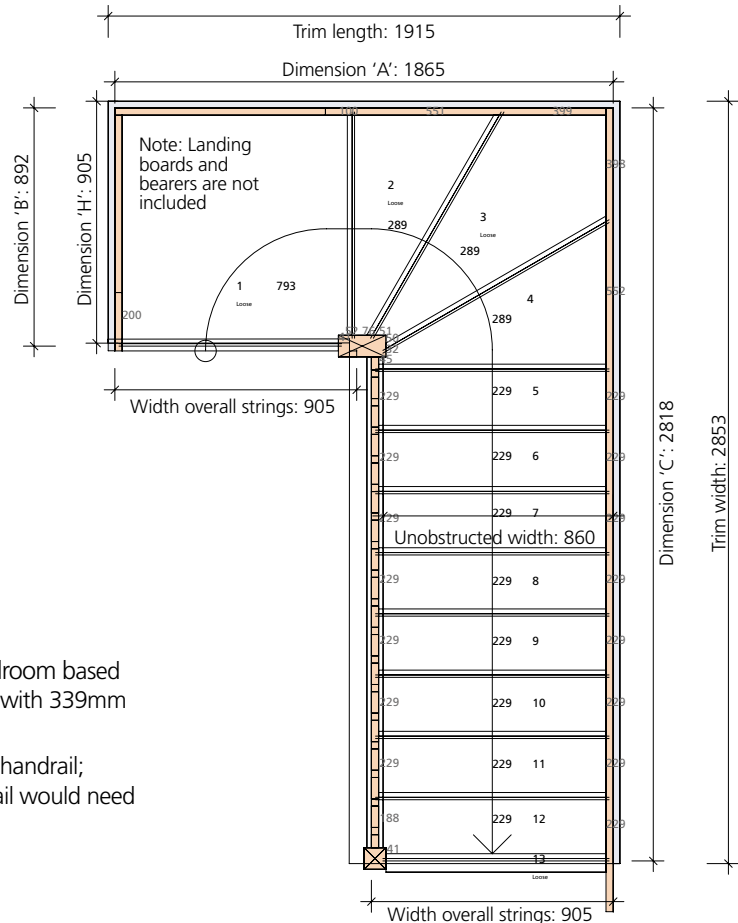 Trim length: 1915
Dimension ‘A’: 1865
Dimension ‘B’: 892
Dimension ‘H’: 905
Note: Landing
boards and
bearers are not
included
551
399
398
2
Loose
289
3
Loose
289
1
793
Loose
4
289
552
200
Width overall strings: 905
229
229
5
229
229
6
229
229
229
7
229
Unobstructed width: 860
Dimension ‘C’: 2818
Trim width: 2853
229
229
8
229
229
229
9
229
229
229
10
229
229
229
11
188
229
12
229
41
13
Loose
Width overall strings: 905
droom based
with 339mm
handrail;
ail would need